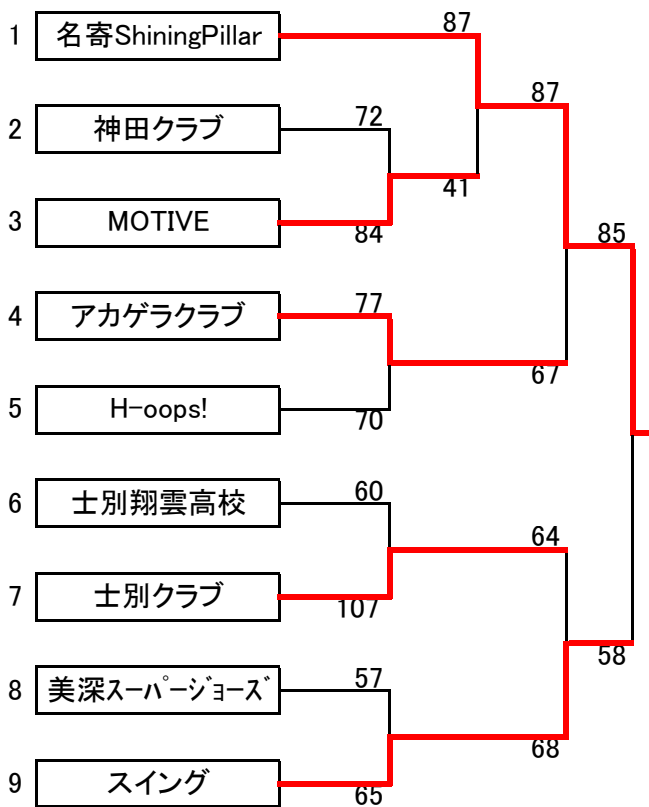 87
1 名寄ShiningPillar
87
72
2 神田クラブ
41
3 MOTIVE
84
85
77
4 アカゲラクラブ
67
5 H-oops!
70
60
6 士別翔雲高校
64
7 士別クラブ
107
58
57
8 美深ｽｰﾊﾟｰｼﾞｮｰｽﾞ
68
9 スイング
65